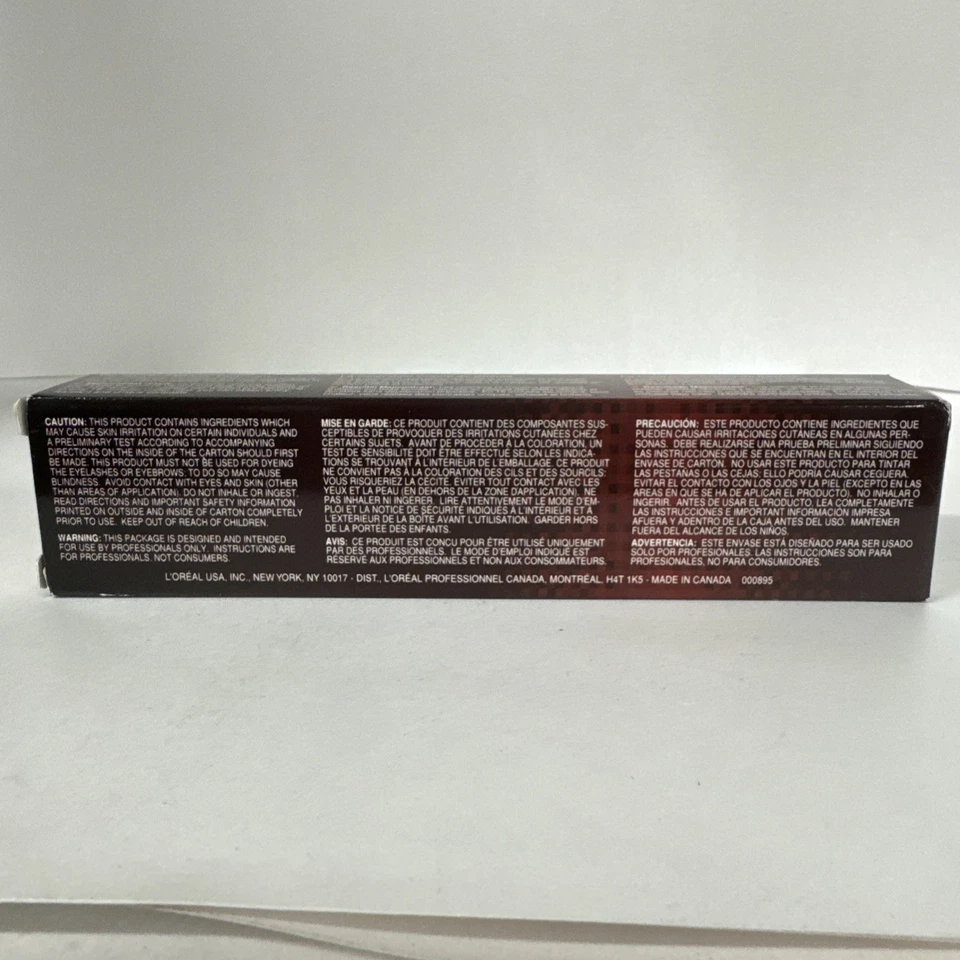 CAUTION: THIS PRODUCT CONTAINS INGREDIENTS WHICH
MAY CAUSE SKIN IRRITATION ON CERTAIN INDIVIDUALS AND
A PRELIMINARY TEST ACCORDING TO ACCOMPANYING
DIRECTIONS ON THE INSIDE OF THE CARTON SHOULD FIRST
BE MADE. THIS PRODUCT MUST NOT BE USED FOR DYEING
THE EYELASHES OR EYEBROWS: TO DO SO MAY CAUSE
BLINDNESS. AVOID CONTACT WITH EYES AND SKIN (OTHER
THAN AREAS OF APPLICATION). DO NOT INHALE OR INGEST.
READ DIRECTIONS AND IMPORTANT SAFETY INFORMATION
PRINTED ON OUTSIDE AND INSIDE OF CARTON COMPLETELY
PRIOR TO USE. KEEP OUT OF REACH OF CHILDREN.
WARNING: THIS PACKAGE IS DESIGNED AND INTENDED
FOR USE BY PROFESSIONALS ONLY. INSTRUCTIONS ARE
FOR PROFESSIONALS, NOT CONSUMERS.
MISE EN GARDE: CE PRODUIT CONTIENT DES COMPOSANTES SUS-
CEPTIBLES DE PROVOQUER DES IRRITATIONS CUTANÉES CHEZ
CERTAINS SUJETS. AVANT DE PROCÉDER À LA COLORATION, UN
TEST DE SENSIBILITÉ DOIT ÊTRE EFFECTUÉ SELON LES INDICA-
TIONS SE TROUVANT À L'INTÉRIEUR DE L'EMBALLAGE. CE PRODUIT
NE CONVIENT PAS À LA COLORATION DES CILS ET DES SOURCILS:
VOUS RISQUERIEZ LA CÉCITÉ. ÉVITER TOUT CONTACT AVEC LES
YEUX ET LA PEAU (EN DEHORS DE LA ZONE D'APPLICATION). NE
PAS INHALER NI INGÉRER. LIRE ATTENTIVEMENT LE MODE D'EM-
PLOI ET LA NOTICE DE SÉCURITÉ INDIQUÉS À L'INTÉRIEUR ET À
L'EXTÉRIEUR DE LA BOÎTE AVANT L'UTILISATION. GARDER HORS
DE LA PORTÉE DES ENFANTS.
AVIS: CE PRODUIT EST CONÇU POUR ÊTRE UTILISÉ UNIQUEMENT
PAR DES PROFESSIONNELS. LE MODE D'EMPLOI INDIQUÉ EST
RÉSERVÉ AUX PROFESSIONNELS ET NON AUX CONSOMMATEURS.
PRECAUCIÓN: ESTE PRODUCTO CONTIENE INGREDIENTES QUE
PUEDEN CAUSAR IRRITACIONES CUTÁNEAS EN ALGUNAS PER-
SONAS. DEBE REALIZARSE UNA PRUEBA PRELIMINAR SIGUIENDO
LAS INSTRUCCIONES QUE SE ENCUENTRAN EN EL INTERIOR DEL
ENVASE DE CARTÓN. NO USAR ESTE PRODUCTO PARA TINTAR
LAS PESTAÑAS O LAS CEJAS: ELLO PODRIA CAUSAR CEGUERA.
EVITAR EL CONTACTO CON LOS OJOS Y LA PIEL (EXCEPTO EN LAS
AREAS EN QUE SE HA DE APLICAR EL PRODUCTO). NO INHALAR O
INGERIR. ANTES DE USAR EL PRODUCTO, LEA COMPLETAMENTE
LAS INSTRUCCIONES E IMPORTANT INFORMACION IMPRESA
AFUERA Y ADENTRO DE LA CAJA ANTES DEL USO. MANTENER
FUERA DEL ALCANCE DE LOS NIÑOS.
ADVERTENCIA: ESTE ENVASE ESTÁ DISEÑADO PARA SER USADO
SÓLO POR PROFESIONALES. LAS INSTRUCCIONES SON PARA
PROFESIONALES, NO PARA CONSUMIDORES.
L'ORÉAL USA, INC., NEW YORK, NY 10017 - DIST., L'ORÉAL PROFESSIONNEL CANADA, MONTRÉAL, H4T 1K5 - MADE IN CANADA 000895